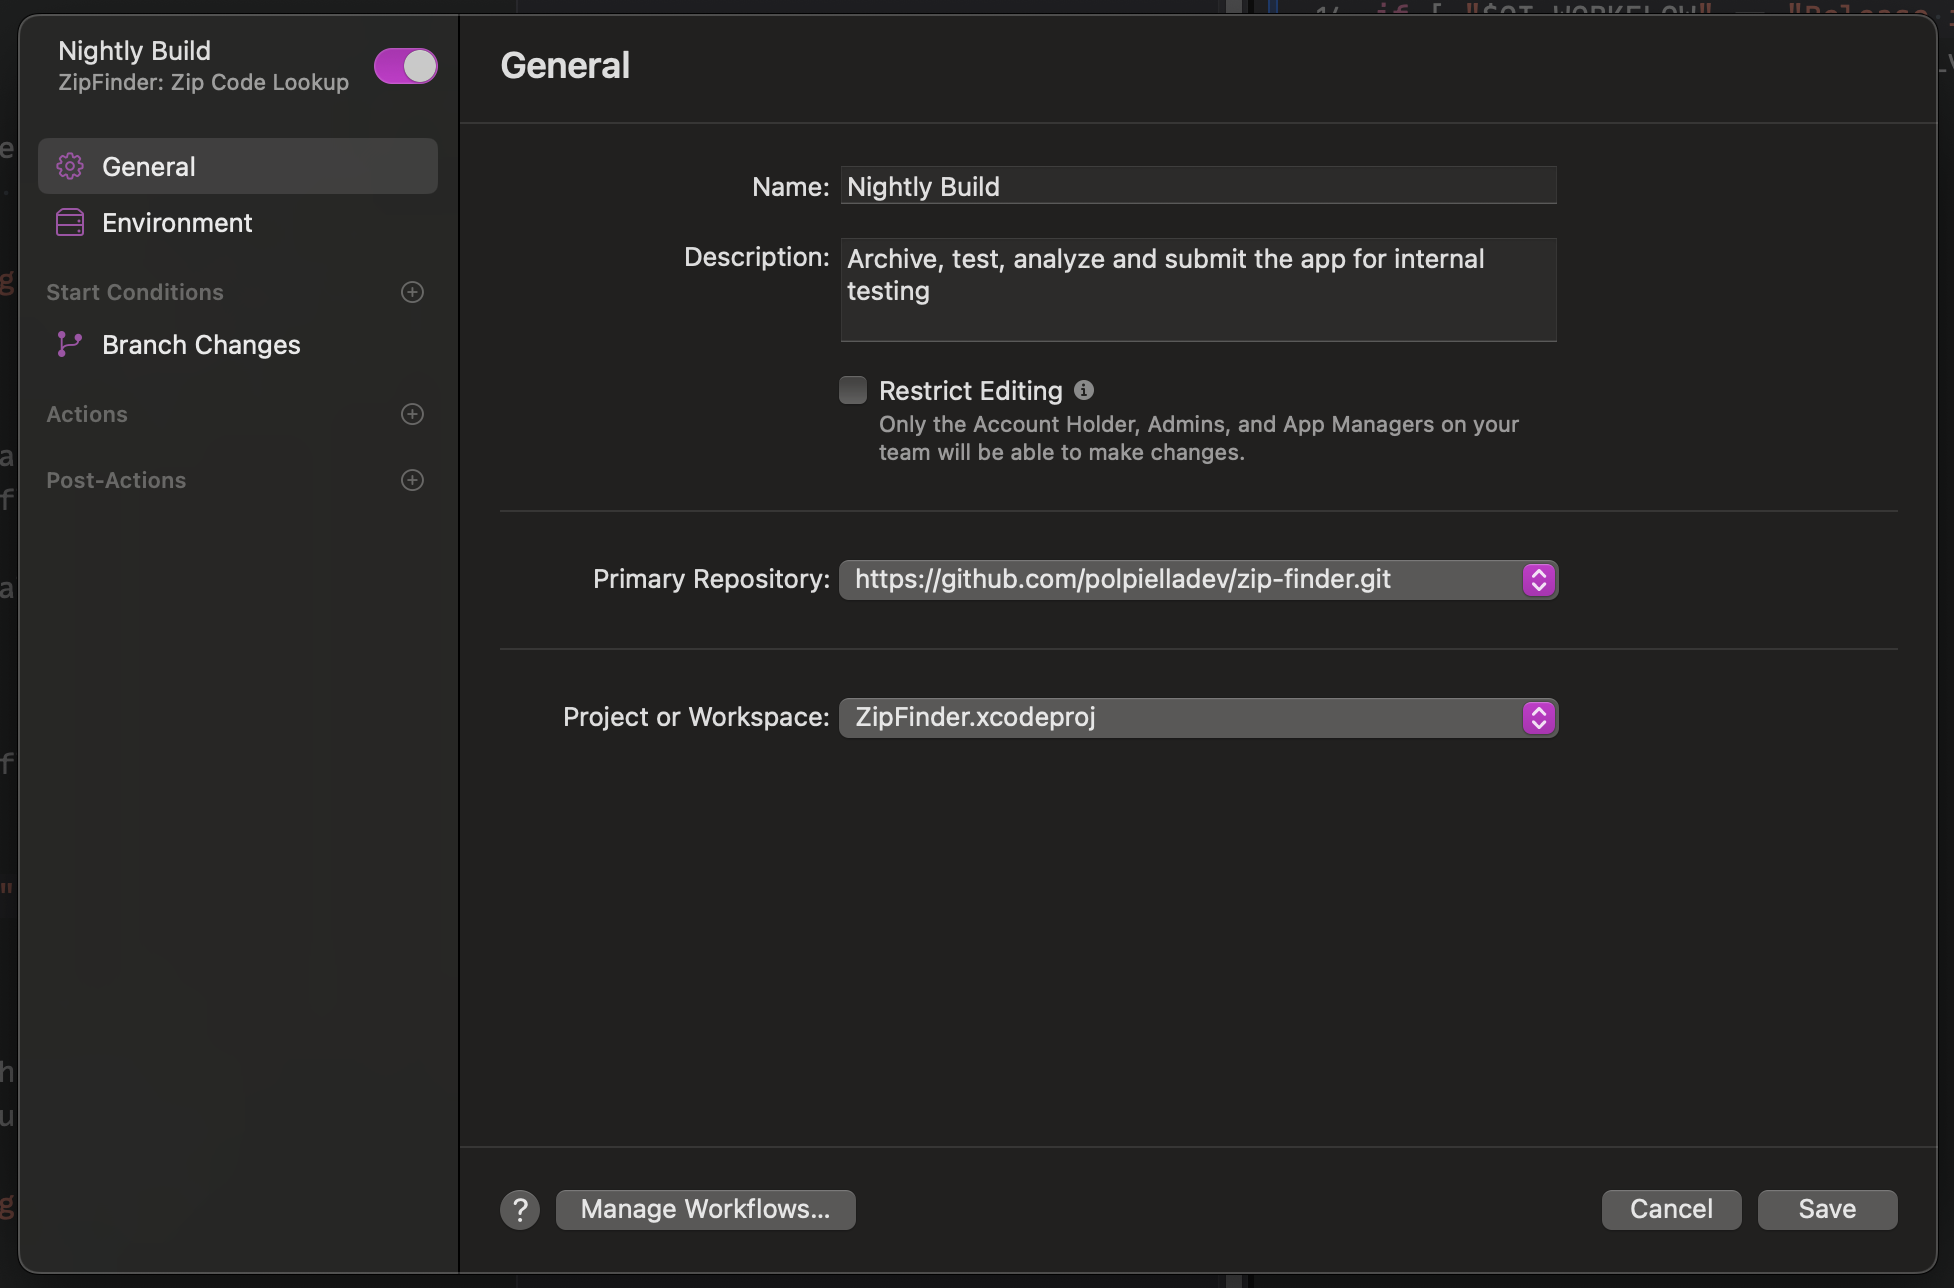 Nightly Build
ZipFinder: Zip Code Lookup
General
Environment
Start Conditions
Branch Changes
Actions
Post-Actions
General
Name: Nightly Build
Description: Archive, test, analyze and submit the app for internal
testing
Restrict Editing
Only the Account Holder, Admins, and App Managers on your
team will be able to make changes.
Primary Repository: https://github.com/polpielladev/zip-finder.git
Project or Workspace: ZipFinder.xcodeproj
? Manage Workflows... Cancel Save